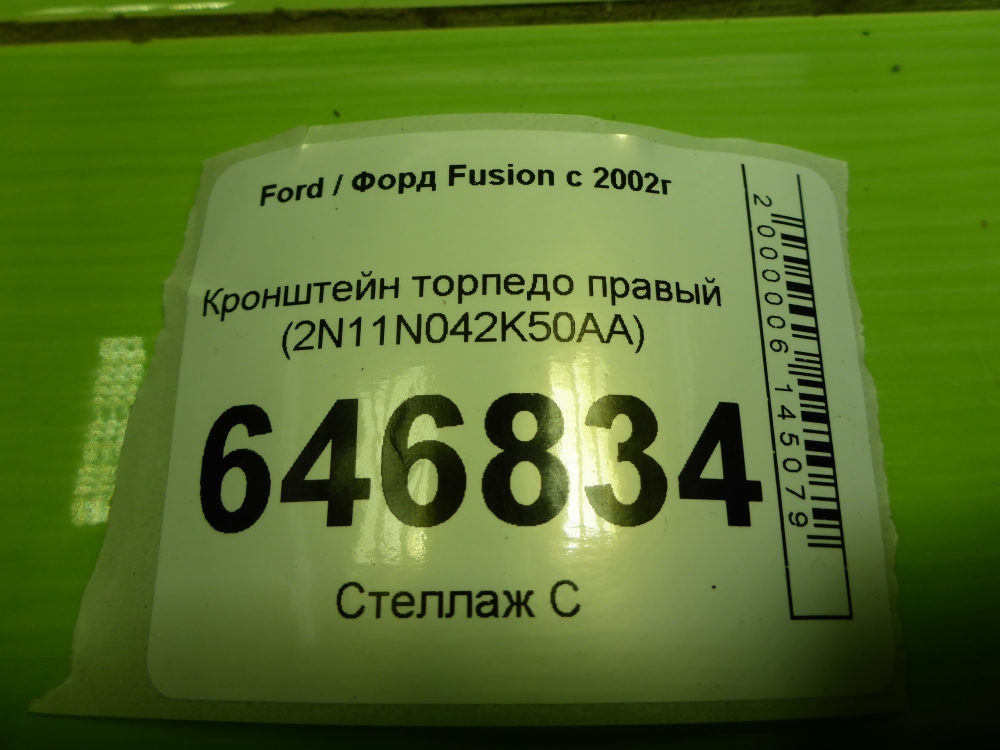 Ford / Форд Fusion с 2002г
Кронштейн торпедо правый
(2N11N042K50AA)
646834
Стеллаж С
2000006145079